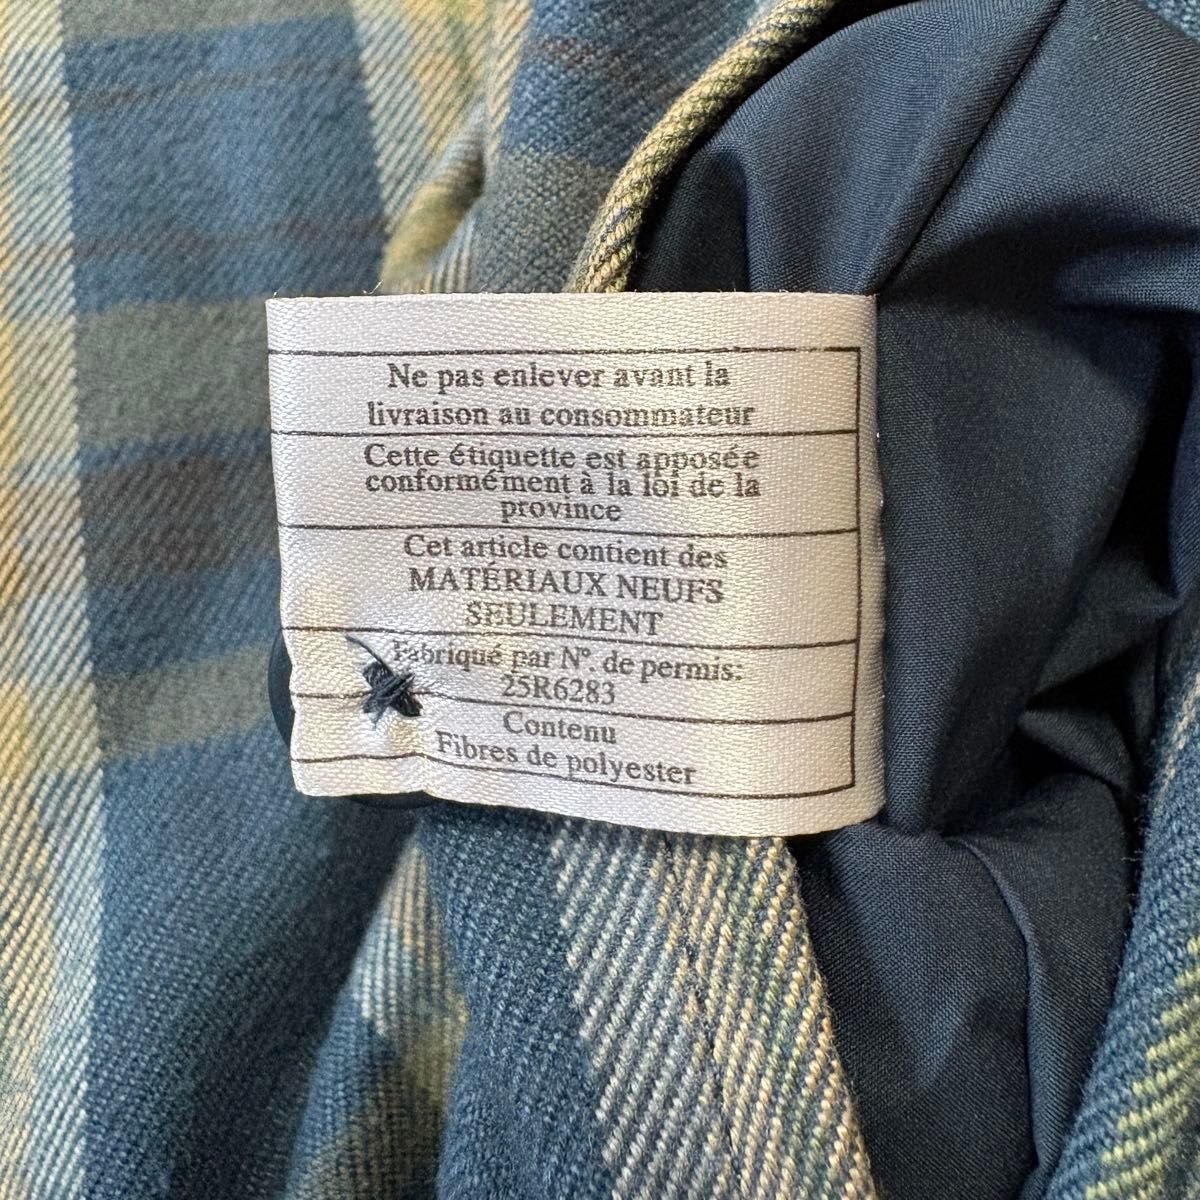 Ne pas enlever avant la
livraison au consommateur
Cette étiquette est apposée
conformément à la loi de la
province
Cet article contient des
MATÉRIAUX NEUFS
SEULEMENT
Fabriqué par Nº. de permis:
25R6283
Contenu
Fibres de polyester